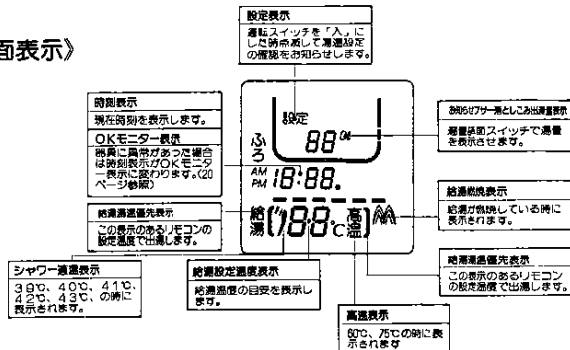 面表示》
設定表示
運転スイッチを「入」に
した時点滅して湯温設定
の確認をお知らせします。
時刻表示
現在時刻を表示します。
OKモニター表示
器具に異常があった場合
は時刻表示がOKモニタ
ー表示に変わります。(20
ページ参照)
給湯温度優先表示
この表示のあるリモコンの
設定温度で出湯します。
シャワー適温表示
39℃、40℃、41℃、
42℃、43℃、の時に
表示されます。
給湯設定温度表示
給湯温度の目安を表示し
ます。
高温表示
60℃、75℃の時に表
示されます
お知らせブザー湯としこみ出湯量表示
湯量設定スイッチで湯量
を表示させます。
給湯燃焼表示
給湯が燃焼している時に
表示されます。
給湯温度優先表示
この表示のあるリモコン
の設定温度で出湯します。
設定
ふろ
88
AM
PM
18:88.
給湯
188℃
高温